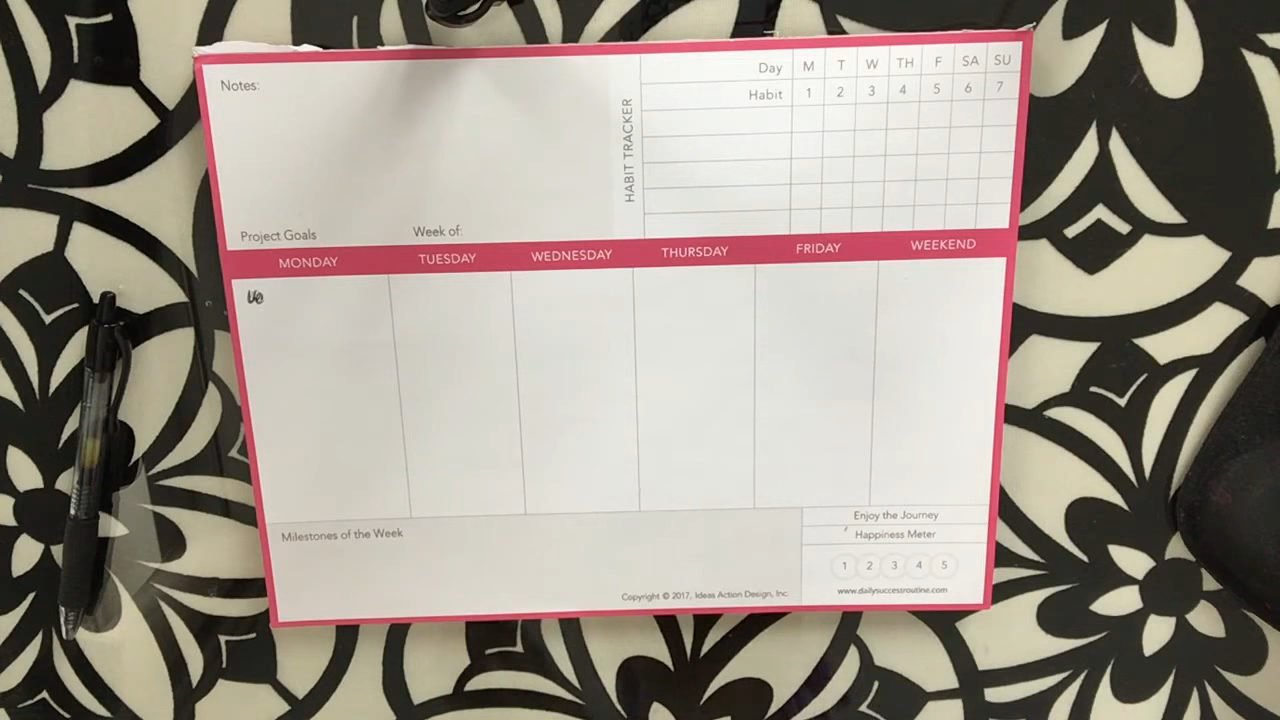 Notes:
Project Goals
Week of:
HABIT TRACKER
Day M T W TH F SA SU
Habit 1 2 3 4 5 6 7
MONDAY TUESDAY WEDNESDAY THURSDAY FRIDAY WEEKEND
Milestones of the Week
Copyright © 2017, Ideas Action Design, Inc.
Enjoy the Journey
Happiness Meter
1 2 3 4 5
www.dailysuccessroutine.com